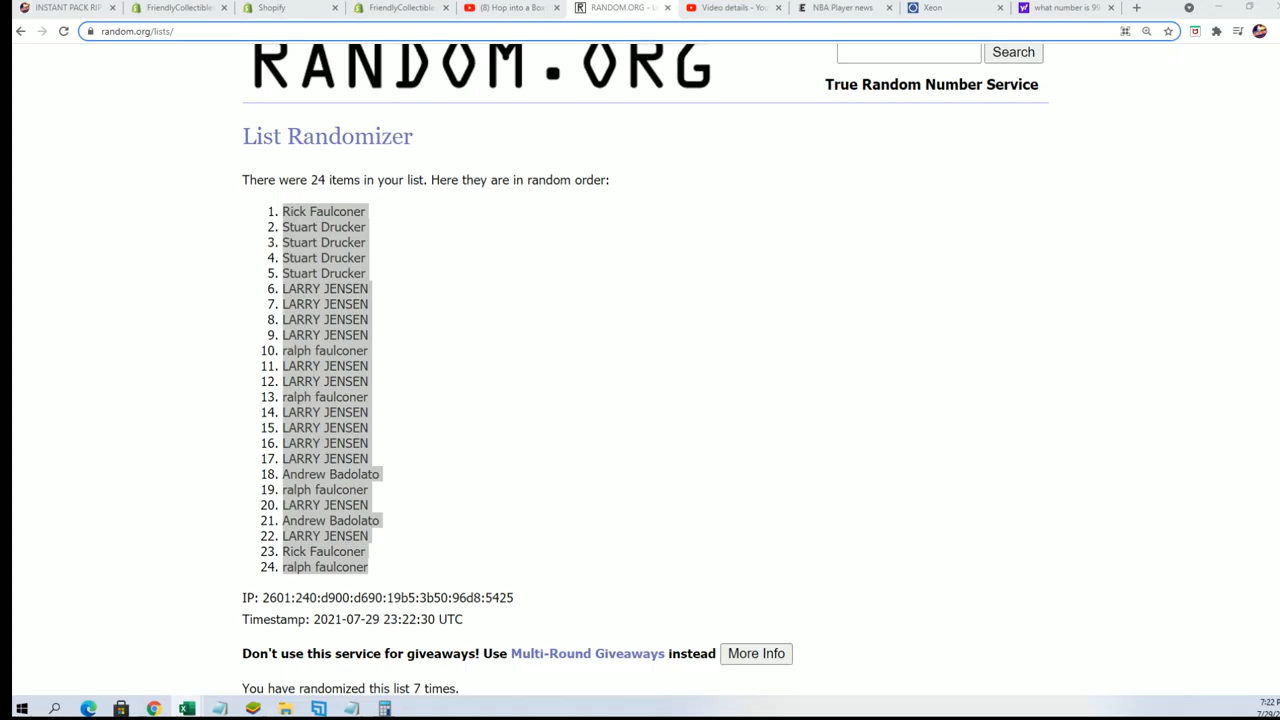 INSTANT PACK RIP
FriendlyCollectible
Shopify
FriendlyCollectible
(8) Hop into a Box
RANDOM.ORG - L
Video details - You
NBA Player news
Xeon
what number is 99
random.org/lists/
RANDOM.ORG
Search
True Random Number Service
List Randomizer
There were 24 items in your list. Here they are in random order:
1. Rick Faulconer
2. Stuart Drucker
3. Stuart Drucker
4. Stuart Drucker
5. Stuart Drucker
6. LARRY JENSEN
7. LARRY JENSEN
8. LARRY JENSEN
9. LARRY JENSEN
10. ralph faulconer
11. LARRY JENSEN
12. LARRY JENSEN
13. ralph faulconer
14. LARRY JENSEN
15. LARRY JENSEN
16. LARRY JENSEN
17. LARRY JENSEN
18. Andrew Badolato
19. ralph faulconer
20. LARRY JENSEN
21. Andrew Badolato
22. LARRY JENSEN
23. Rick Faulconer
24. ralph faulconer
IP: 2601:240:d900:d690:19b5:3b50:96d8:5425
Timestamp: 2021-07-29 23:22:30 UTC
Don't use this service for giveaways! Use Multi-Round Giveaways instead More Info
You have randomized this list 7 times.
7:22 P
7/29/2